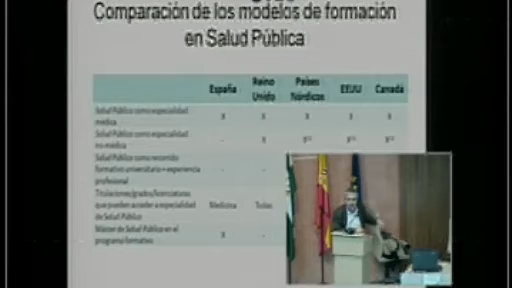 Comparación de los modelos de formación
en Salud Pública
España Reino Unido Países Nórdicos EEUU Canadá
Salud Pública como especialidad
médica X X X X X
Salud Pública como especialidad
no médica - X
Salud Pública como recorrido
formativo universitario + experiencia
profesional - -
Titulaciones/grados/licenciaturas
que pueden acceder a especialidad
de Salud Pública Medicina Todas
Máster de Salud Pública en el
programa formativo X -